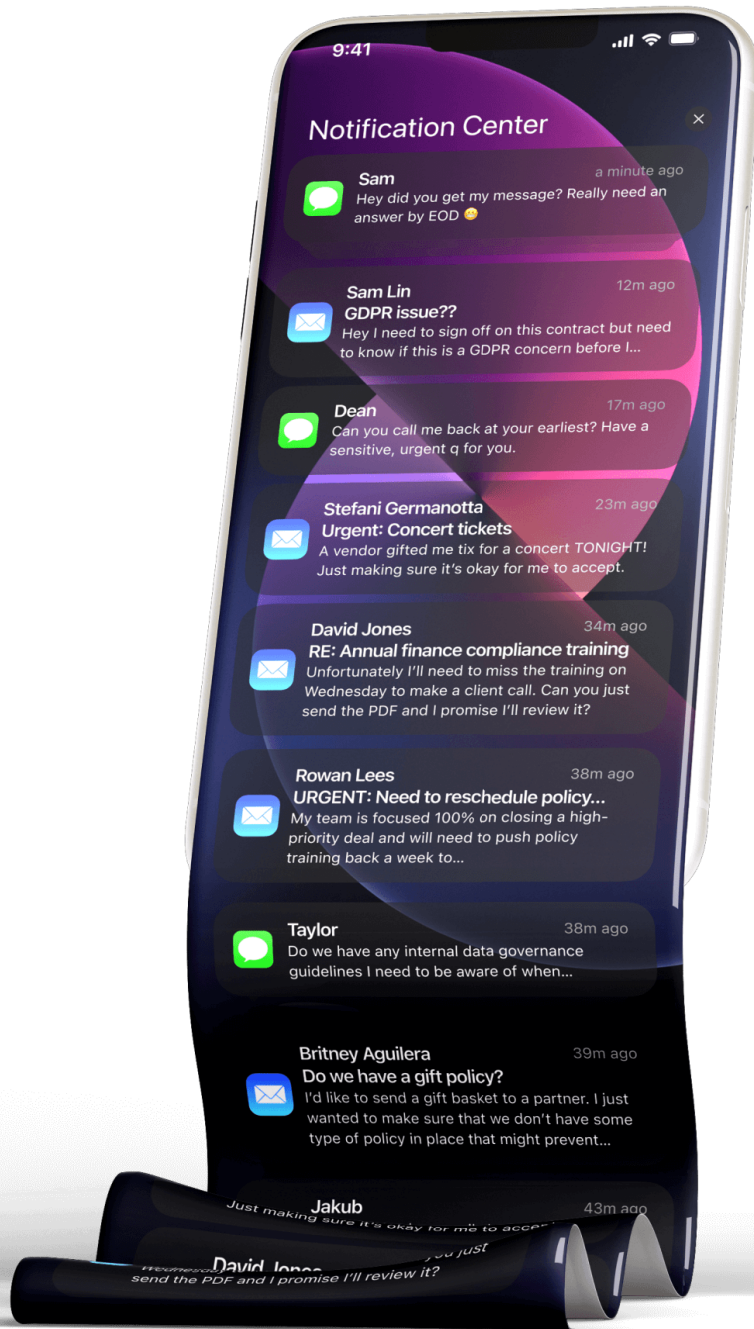 9:41
Notification Center
Sam
a minute ago
Hey did you get my message? Really need an
answer by EOD 😬
Sam Lin
12m ago
GDPR issue??
Hey I need to sign off on this contract but need
to know if this is a GDPR concern before I...
Dean
17m ago
Can you call me back at your earliest? Have a
sensitive, urgent q for you.
Stefani Germanotta
23m ago
Urgent: Concert tickets
A vendor gifted me tix for a concert TONIGHT!
Just making sure it's okay for me to accept.
David Jones
34m ago
RE: Annual finance compliance training
Unfortunately I'll need to miss the training on
Wednesday to make a client call. Can you just
send the PDF and I promise I'll review it?
Rowan Lees
38m ago
URGENT: Need to reschedule policy...
My team is focused 100% on closing a high-
priority deal and will need to push policy
training back a week to...
Taylor
38m ago
Do we have any internal data governance
guidelines I need to be aware of when...
Britney Aguilera
39m ago
Do we have a gift policy?
I'd like to send a gift basket to a partner. I just
wanted to make sure that we don't have some
type of policy in place that might prevent...
Jakub
43m ago
Just making sure it's okay for me to accep
David Jones
Wednesday
you just
send the PDF and I promise I'll review it?